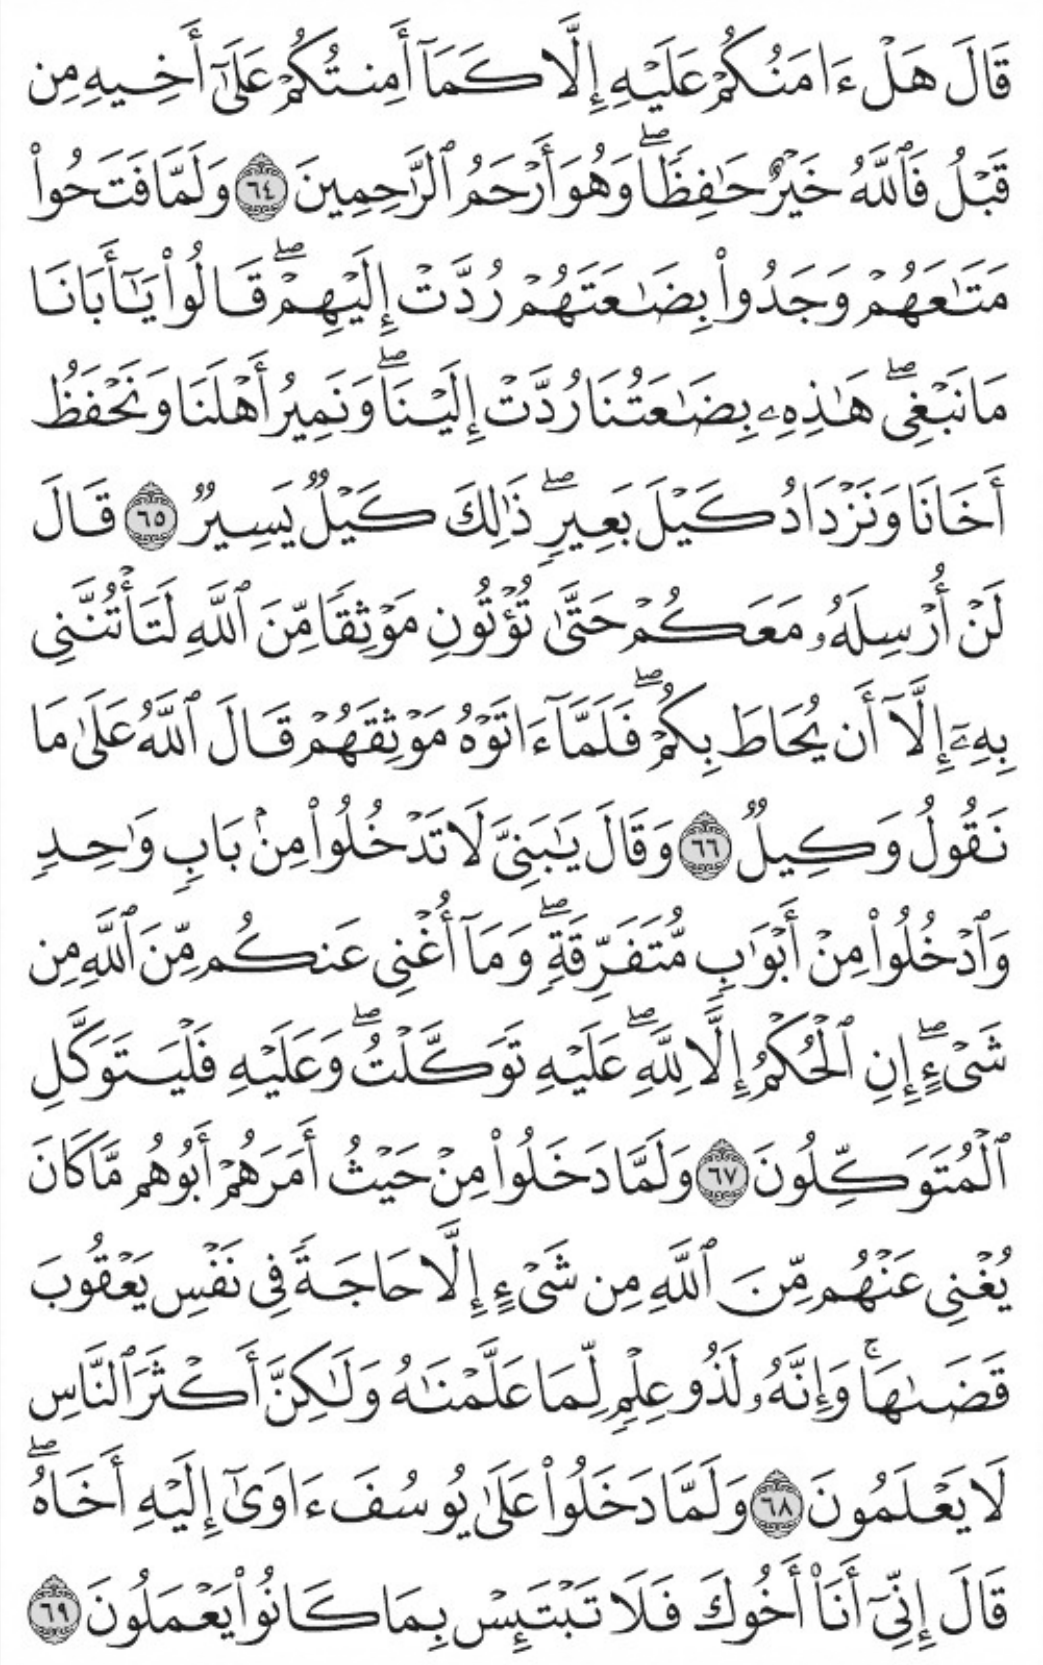 قَالَ هَلْ ءَامَنُكُمْ عَلَيْهِ إِلَّا كَمَآ أَمِنتُكُمْ عَلَىٰٓ أَخِيهِ مِن
قَبْلُ فَٱللَّهُ خَيْرٌ حَـٰفِظًا ۖ وَهُوَ أَرْحَمُ ٱلرَّٰحِمِينَ ٦٤ وَلَمَّا فَتَحُوا۟
مَتَـٰعَهُمْ وَجَدُوا۟ بِضَـٰعَتَهُمْ رُدَّتْ إِلَيْهِمْ ۖ قَالُوا۟ يَـٰٓأَبَانَا
مَا نَبْغِى ۖ هَـٰذِهِۦ بِضَـٰعَتُنَا رُدَّتْ إِلَيْنَا ۖ وَنَمِيرُ أَهْلَنَا وَنَحْفَظُ
أَخَانَا وَنَزْدَادُ كَيْلَ بَعِيرٍ ۖ ذَٰلِكَ كَيْلٌ يَسِيرٌ ٦٥ قَالَ
لَنْ أُرْسِلَهُۥ مَعَكُمْ حَتَّىٰ تُؤْتُونِ مَوْثِقًا مِّنَ ٱللَّهِ لَتَأْتُنَّنِى
بِهِۦٓ إِلَّآ أَن يُحَاطَ بِكُمْ ۖ فَلَمَّآ ءَاتَوْهُ مَوْثِقَهُمْ قَالَ ٱللَّهُ عَلَىٰ مَا
نَقُولُ وَكِيلٌ ٦٦ وَقَالَ يَـٰبَنِىَّ لَا تَدْخُلُوا۟ مِنۢ بَابٍ وَٰحِدٍ
وَٱدْخُلُوا۟ مِنْ أَبْوَٰبٍ مُّتَفَرِّقَةٍ ۖ وَمَآ أُغْنِى عَنكُم مِّنَ ٱللَّهِ مِن
شَىْءٍ ۖ إِنِ ٱلْحُكْمُ إِلَّا لِلَّهِ ۖ عَلَيْهِ تَوَكَّلْتُ ۖ وَعَلَيْهِ فَلْيَتَوَكَّلِ
ٱلْمُتَوَكِّلُونَ ٦٧ وَلَمَّا دَخَلُوا۟ مِنْ حَيْثُ أَمَرَهُمْ أَبُوهُم مَّا كَانَ
يُغْنِى عَنْهُم مِّنَ ٱللَّهِ مِن شَىْءٍ إِلَّا حَاجَةً فِى نَفْسِ يَعْقُوبَ
قَضَىٰهَا ۚ وَإِنَّهُۥ لَذُو عِلْمٍ لِّمَا عَلَّمْنَـٰهُ وَلَـٰكِنَّ أَكْثَرَ ٱلنَّاسِ
لَا يَعْلَمُونَ ٦٨ وَلَمَّا دَخَلُوا۟ عَلَىٰ يُوسُفَ ءَاوَىٰٓ إِلَيْهِ أَخَاهُ ۖ
قَالَ إِنِّىٓ أَنَا۠ أَخُوكَ فَلَا تَبْتَئِسْ بِمَا كَانُوا۟ يَعْمَلُونَ ٦٩